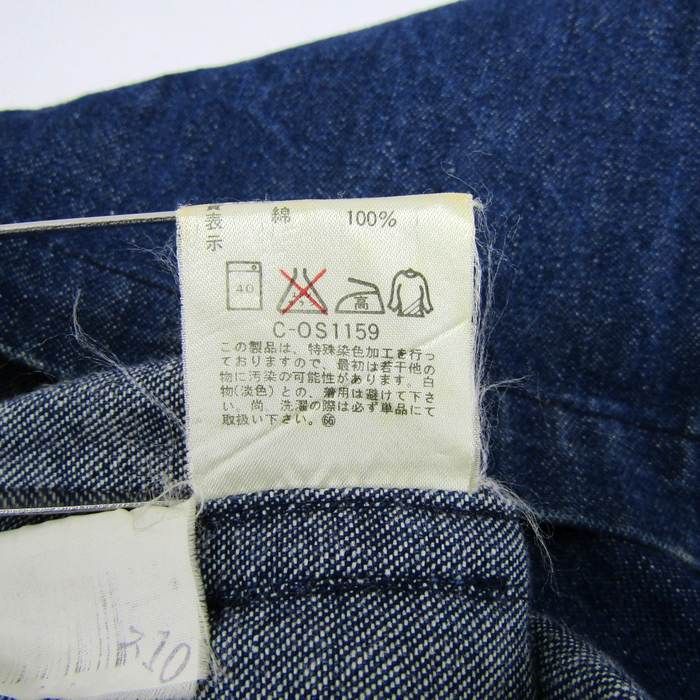 表示
綿 100%
40
高
C-OS1159
この製品は、特殊染色加工を行っ
ておりますので、最初は若干他の
物に汚染の可能性があります。白
物(淡色)との、着用は避けて下さ
い、尚　洗濯の際は必ず単品にて
取扱い下さい。66
210